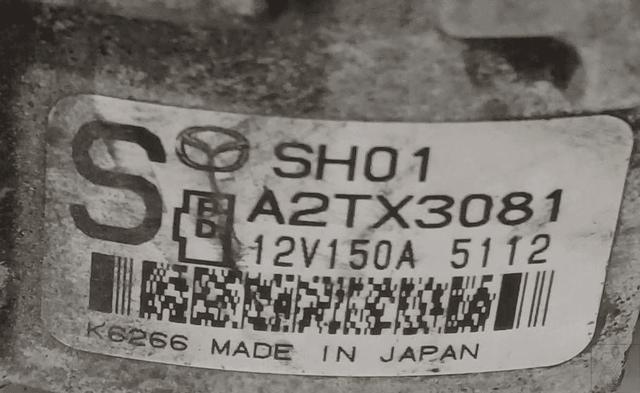 S
SH01
A2TX3081
P
D
12V150A 5112
K6266 MADE IN JAPAN